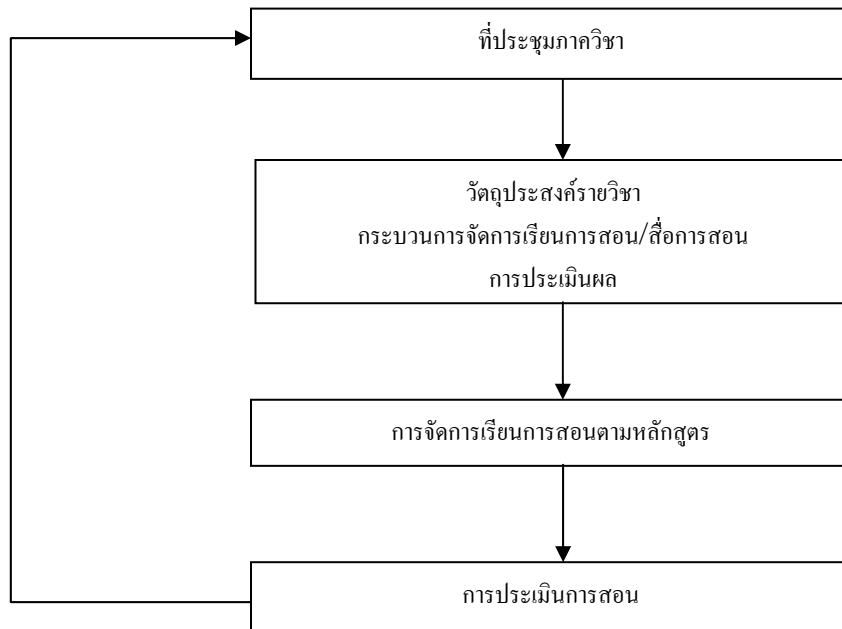 ที่ประชุมภาควิชา
วัตถุประสงค์รายวิชา
กระบวนการจัดการเรียนการสอน/สื่อการสอน
การประเมินผล
การจัดการเรียนการสอนตามหลักสูตร
การประเมินการสอน